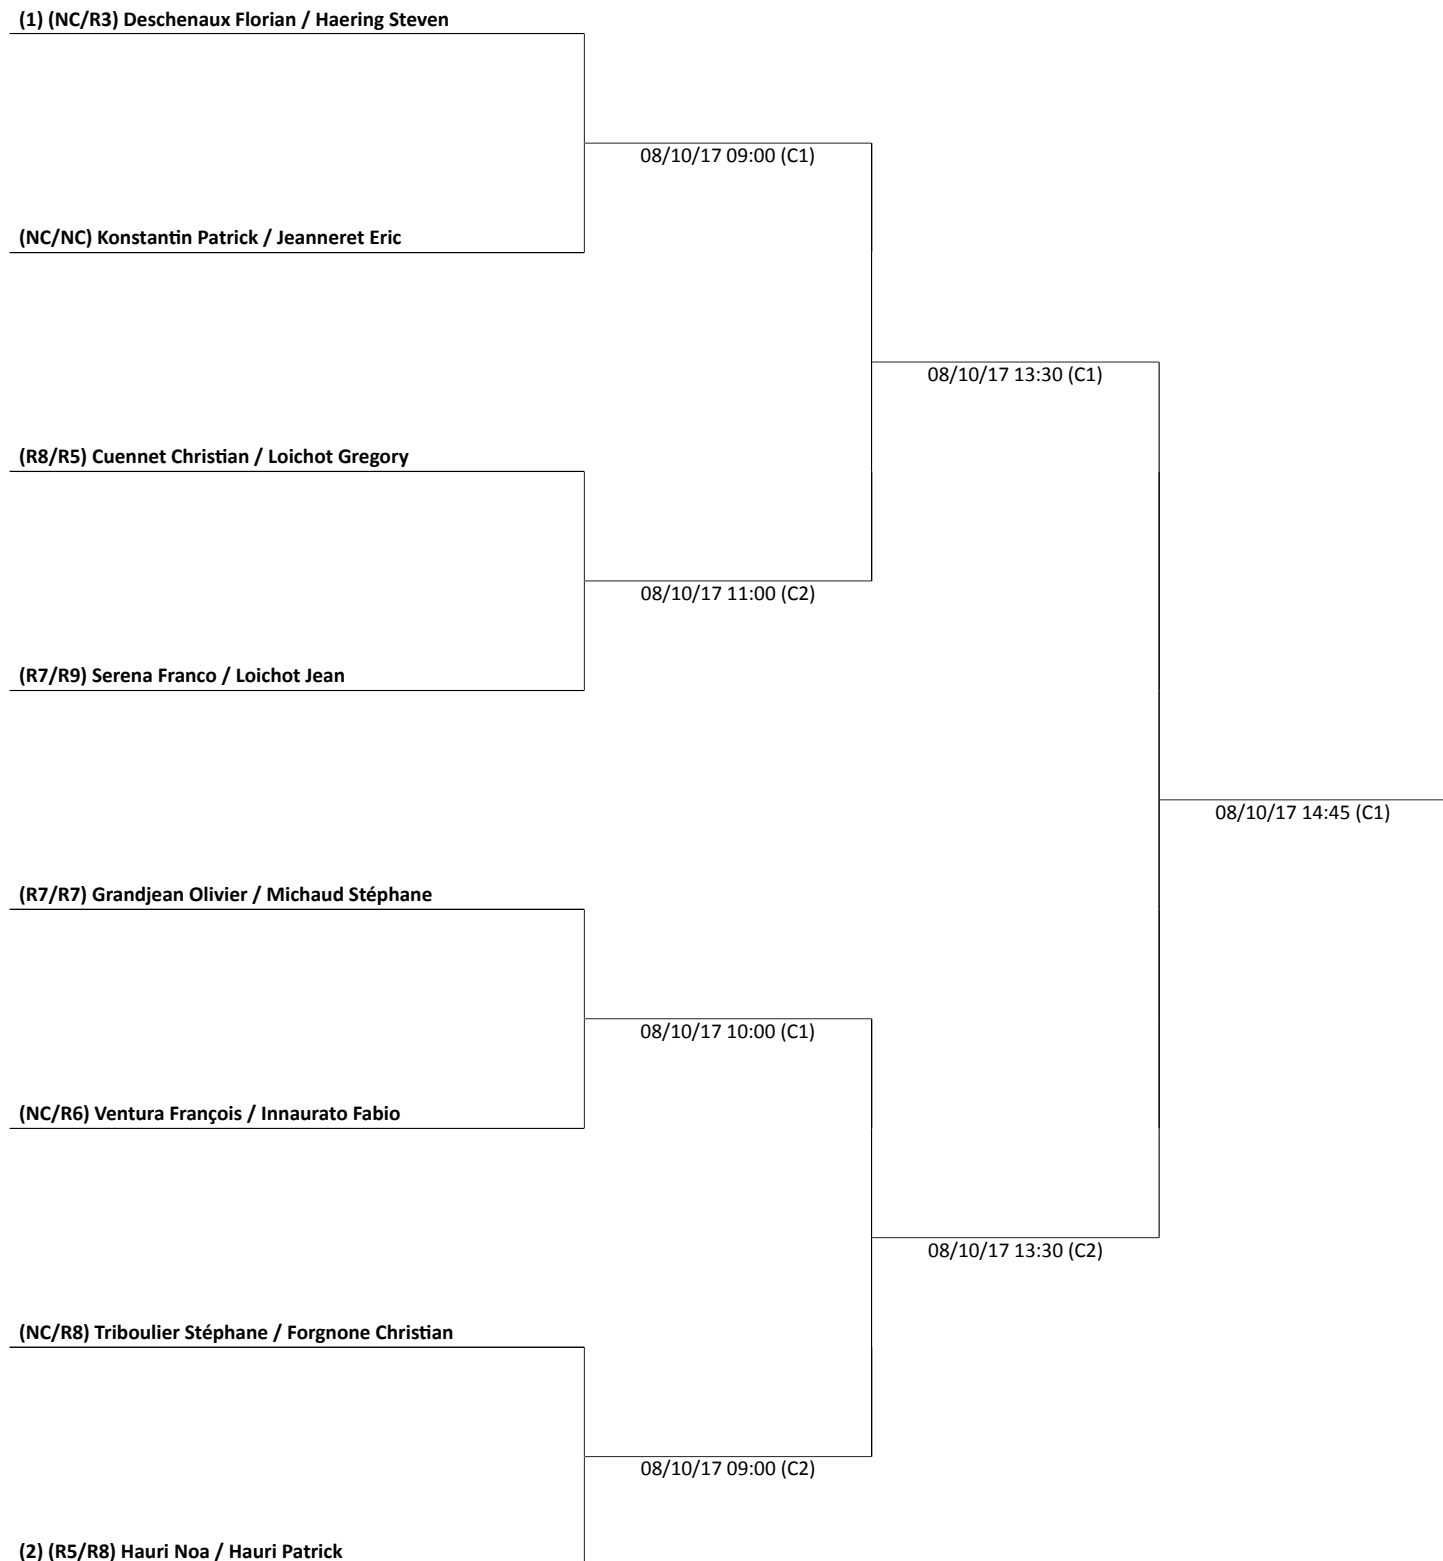 (1) (NC/R3) Deschenaux Florian / Haering Steven
08/10/17 09:00 (C1)
(NC/NC) Konstantin Patrick / Jeanneret Eric
08/10/17 13:30 (C1)
(R8/R5) Cuennet Christian / Loichot Gregory
08/10/17 11:00 (C2)
(R7/R9) Serena Franco / Loichot Jean
08/10/17 14:45 (C1)
(R7/R7) Grandjean Olivier / Michaud Stéphane
08/10/17 10:00 (C1)
(NC/R6) Ventura François / Innaurato Fabio
08/10/17 13:30 (C2)
(NC/R8) Triboulier Stéphane / Forgnone Christian
08/10/17 09:00 (C2)
(2) (R5/R8) Hauri Noa / Hauri Patrick